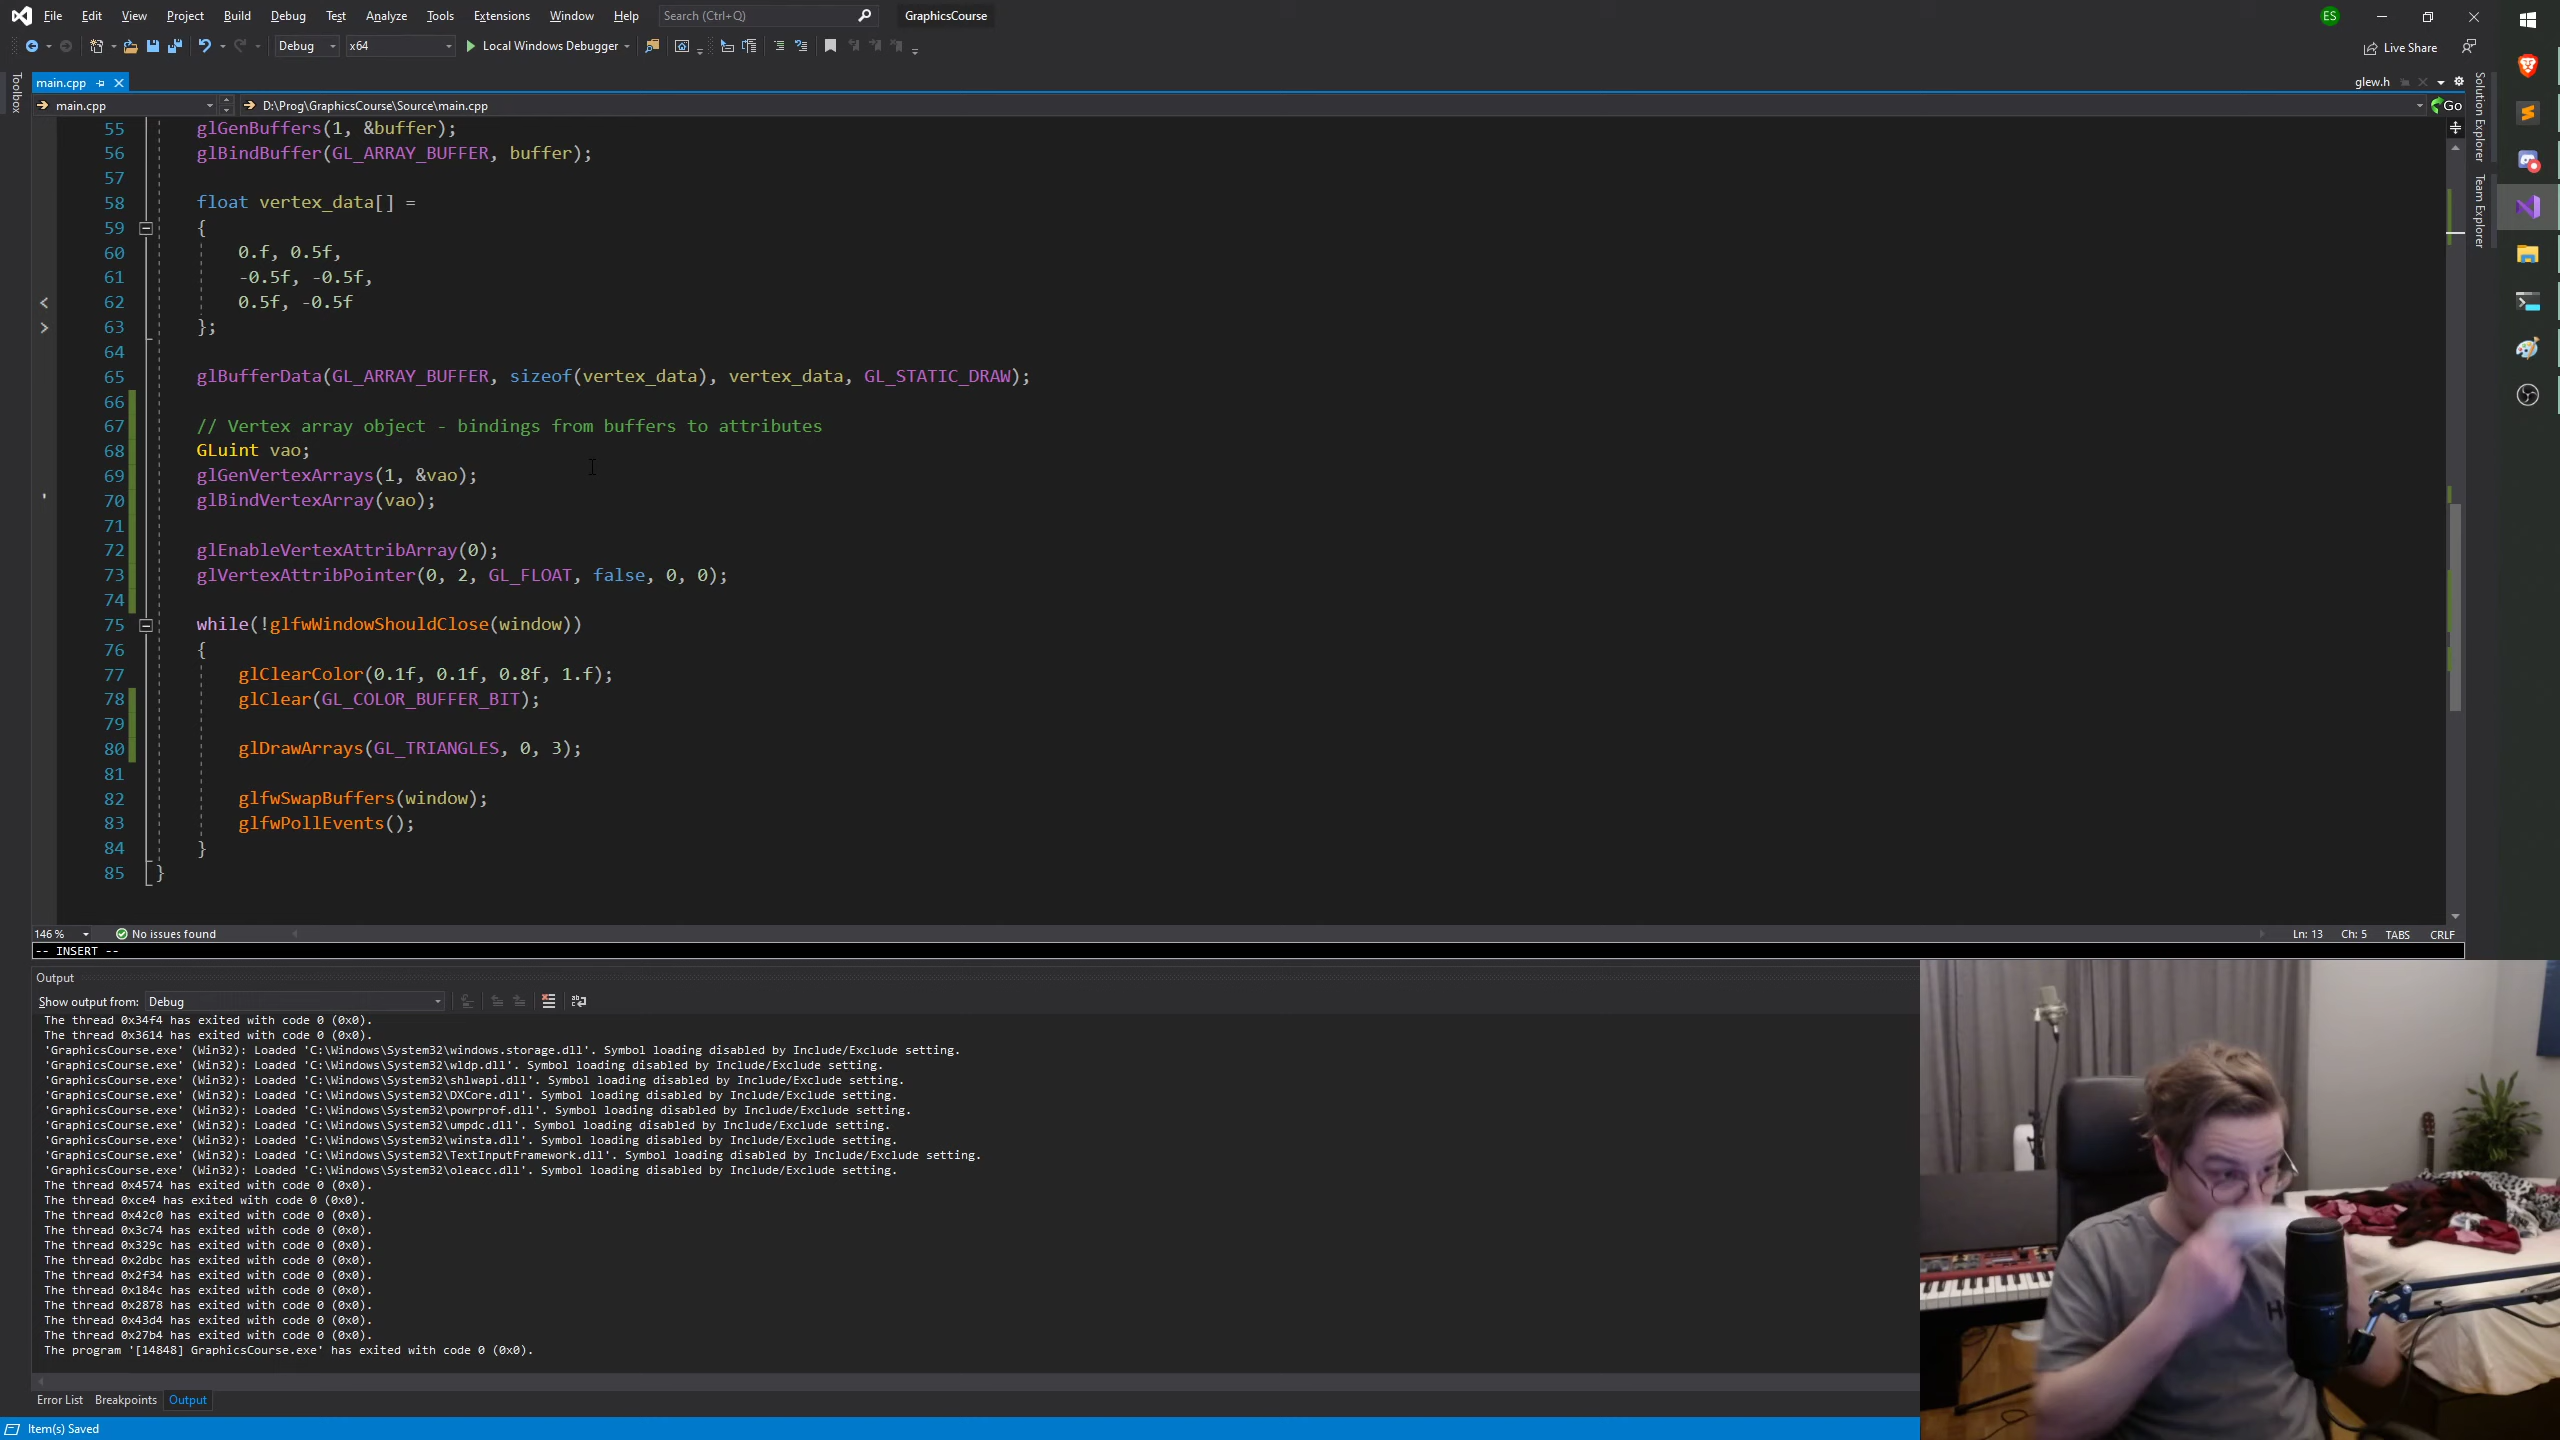 File Edit View Project Build Debug Test Analyze Tools Extensions Window Help Search (Ctrl+Q) GraphicsCourse ES
Debug x64 Local Windows Debugger Live Share
Toolbox
main.cpp glew.h
main.cpp D:\Prog\GraphicsCourse\Source\main.cpp Go
Solution Explorer
Team Explorer
55 glGenBuffers(1, &buffer);
56 glBindBuffer(GL_ARRAY_BUFFER, buffer);
57
58 float vertex_data[] =
59 {
60 0.f, 0.5f,
61 -0.5f, -0.5f,
62 0.5f, -0.5f
63 };
64
65 glBufferData(GL_ARRAY_BUFFER, sizeof(vertex_data), vertex_data, GL_STATIC_DRAW);
66
67 // Vertex array object - bindings from buffers to attributes
68 GLuint vao;
69 glGenVertexArrays(1, &vao);
70 glBindVertexArray(vao);
71
72 glEnableVertexAttribArray(0);
73 glVertexAttribPointer(0, 2, GL_FLOAT, false, 0, 0);
74
75 while(!glfwWindowShouldClose(window))
76 {
77 glClearColor(0.1f, 0.1f, 0.8f, 1.f);
78 glClear(GL_COLOR_BUFFER_BIT);
79
80 glDrawArrays(GL_TRIANGLES, 0, 3);
81
82 glfwSwapBuffers(window);
83 glfwPollEvents();
84 }
85 }
146 % No issues found Ln: 13 Ch: 5 TABS CRLF
-- INSERT --
Output
Show output from: Debug
The thread 0x34f4 has exited with code 0 (0x0).
The thread 0x3614 has exited with code 0 (0x0).
'GraphicsCourse.exe' (Win32): Loaded 'C:\Windows\System32\windows.storage.dll'. Symbol loading disabled by Include/Exclude setting.
'GraphicsCourse.exe' (Win32): Loaded 'C:\Windows\System32\wldp.dll'. Symbol loading disabled by Include/Exclude setting.
'GraphicsCourse.exe' (Win32): Loaded 'C:\Windows\System32\shlwapi.dll'. Symbol loading disabled by Include/Exclude setting.
'GraphicsCourse.exe' (Win32): Loaded 'C:\Windows\System32\DXCore.dll'. Symbol loading disabled by Include/Exclude setting.
'GraphicsCourse.exe' (Win32): Loaded 'C:\Windows\System32\powrprof.dll'. Symbol loading disabled by Include/Exclude setting.
'GraphicsCourse.exe' (Win32): Loaded 'C:\Windows\System32\umpdc.dll'. Symbol loading disabled by Include/Exclude setting.
'GraphicsCourse.exe' (Win32): Loaded 'C:\Windows\System32\winsta.dll'. Symbol loading disabled by Include/Exclude setting.
'GraphicsCourse.exe' (Win32): Loaded 'C:\Windows\System32\TextInputFramework.dll'. Symbol loading disabled by Include/Exclude setting.
'GraphicsCourse.exe' (Win32): Loaded 'C:\Windows\System32\oleacc.dll'. Symbol loading disabled by Include/Exclude setting.
The thread 0x4574 has exited with code 0 (0x0).
The thread 0xce4 has exited with code 0 (0x0).
The thread 0x42c0 has exited with code 0 (0x0).
The thread 0x3c74 has exited with code 0 (0x0).
The thread 0x329c has exited with code 0 (0x0).
The thread 0x2dbc has exited with code 0 (0x0).
The thread 0x2f34 has exited with code 0 (0x0).
The thread 0x184c has exited with code 0 (0x0).
The thread 0x2878 has exited with code 0 (0x0).
The thread 0x43d4 has exited with code 0 (0x0).
The thread 0x27b4 has exited with code 0 (0x0).
The program '[14848] GraphicsCourse.exe' has exited with code 0 (0x0).
Error List Breakpoints Output
Item(s) Saved